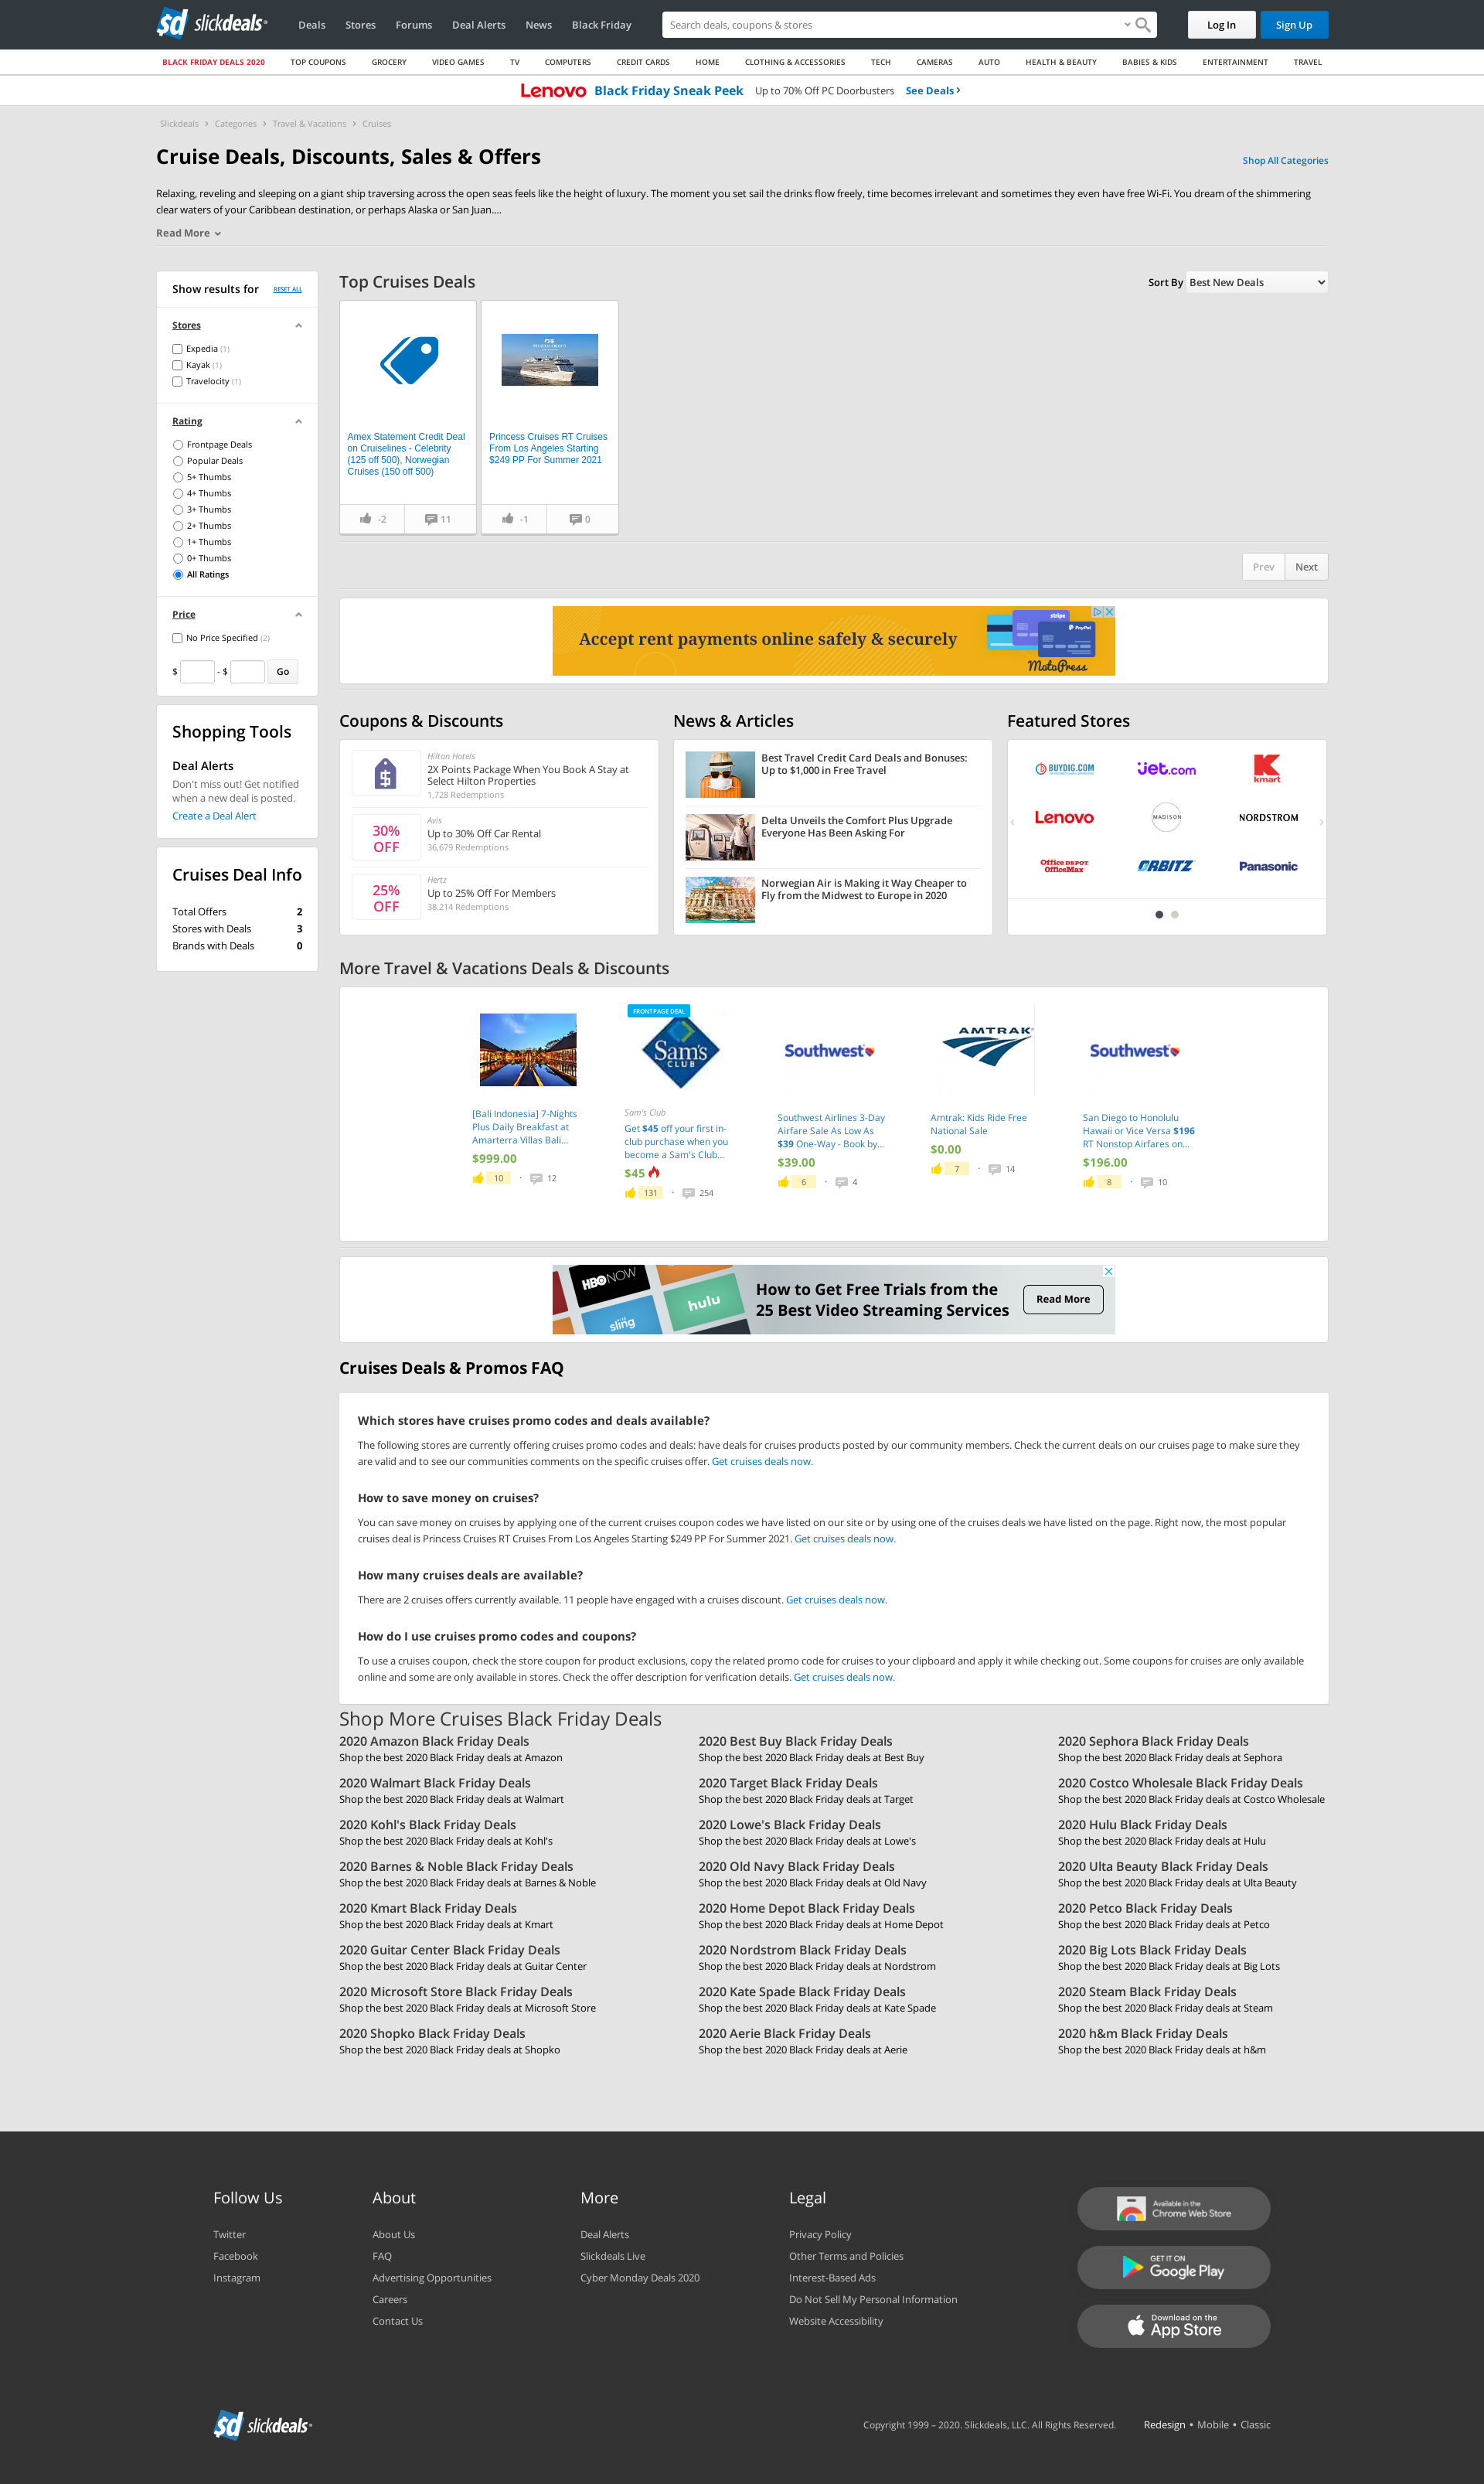 slickdeals
Deals
Stores
Forums
Deal Alerts
News
Black Friday
Search deals, coupons & stores
Log In
Sign Up
BLACK FRIDAY DEALS 2020
TOP COUPONS
GROCERY
VIDEO GAMES
TV
COMPUTERS
CREDIT CARDS
HOME
CLOTHING & ACCESSORIES
TECH
CAMERAS
AUTO
HEALTH & BEAUTY
BABIES & KIDS
ENTERTAINMENT
TRAVEL
Lenovo Black Friday Sneak Peek Up to 70% Off PC Doorbusters See Deals ›
Slickdeals › Categories › Travel & Vacations › Cruises
Cruise Deals, Discounts, Sales & Offers
Shop All Categories
Relaxing, reveling and sleeping on a giant ship traversing across the open seas feels like the height of luxury. The moment you set sail the drinks flow freely, time becomes irrelevant and sometimes they even have free Wi-Fi. You dream of the shimmering
clear waters of your Caribbean destination, or perhaps Alaska or San Juan....
Read More
Show results for
RESET ALL
Stores
Expedia (1)
Kayak (1)
Travelocity (1)
Rating
Frontpage Deals
Popular Deals
5+ Thumbs
4+ Thumbs
3+ Thumbs
2+ Thumbs
1+ Thumbs
0+ Thumbs
All Ratings
Price
No Price Specified (2)
$ - $ Go
Shopping Tools
Deal Alerts
Don't miss out! Get notified
when a new deal is posted.
Create a Deal Alert
Cruises Deal Info
Total Offers 2
Stores with Deals 3
Brands with Deals 0
Top Cruises Deals
Sort By Best New Deals
Amex Statement Credit Deal
on Cruiselines - Celebrity
(125 off 500), Norwegian
Cruises (150 off 500)
-2
11
Princess Cruises RT Cruises
From Los Angeles Starting
$249 PP For Summer 2021
-1
0
Prev
Next
Accept rent payments online safely & securely
stripe
PayPal
MotoPress
Coupons & Discounts
Hilton Hotels
2X Points Package When You Book A Stay at
Select Hilton Properties
1,728 Redemptions
30%
OFF
Avis
Up to 30% Off Car Rental
36,679 Redemptions
25%
OFF
Hertz
Up to 25% Off For Members
38,214 Redemptions
News & Articles
Best Travel Credit Card Deals and Bonuses:
Up to $1,000 in Free Travel
Delta Unveils the Comfort Plus Upgrade
Everyone Has Been Asking For
Norwegian Air is Making it Way Cheaper to
Fly from the Midwest to Europe in 2020
Featured Stores
BUYDIG.COM
jet.com
kmart
Lenovo
MADISON
NORDSTROM
Office DEPOT
OfficeMax
ORBITZ
Panasonic
More Travel & Vacations Deals & Discounts
[Bali Indonesia] 7-Nights
Plus Daily Breakfast at
Amarterra Villas Bali...
$999.00
10
12
FRONTPAGE DEAL
Sam's
CLUB
Sam's Club
Get $45 off your first in-
club purchase when you
become a Sam's Club...
$45
131
254
Southwest
Southwest Airlines 3-Day
Airfare Sale As Low As
$39 One-Way - Book by...
$39.00
6
4
AMTRAK
Amtrak: Kids Ride Free
National Sale
$0.00
7
14
Southwest
San Diego to Honolulu
Hawaii or Vice Versa $196
RT Nonstop Airfares on...
$196.00
8
10
HBO NOW
hulu
sling
How to Get Free Trials from the
25 Best Video Streaming Services
Read More
Cruises Deals & Promos FAQ
Which stores have cruises promo codes and deals available?
The following stores are currently offering cruises promo codes and deals: have deals for cruises products posted by our community members. Check the current deals on our cruises page to make sure they
are valid and to see our communities comments on the specific cruises offer. Get cruises deals now.
How to save money on cruises?
You can save money on cruises by applying one of the current cruises coupon codes we have listed on our site or by using one of the cruises deals we have listed on the page. Right now, the most popular
cruises deal is Princess Cruises RT Cruises From Los Angeles Starting $249 PP For Summer 2021. Get cruises deals now.
How many cruises deals are available?
There are 2 cruises offers currently available. 11 people have engaged with a cruises discount. Get cruises deals now.
How do I use cruises promo codes and coupons?
To use a cruises coupon, check the store coupon for product exclusions, copy the related promo code for cruises to your clipboard and apply it while checking out. Some coupons for cruises are only available
online and some are only available in stores. Check the offer description for verification details. Get cruises deals now.
Shop More Cruises Black Friday Deals
2020 Amazon Black Friday Deals
Shop the best 2020 Black Friday deals at Amazon
2020 Best Buy Black Friday Deals
Shop the best 2020 Black Friday deals at Best Buy
2020 Sephora Black Friday Deals
Shop the best 2020 Black Friday deals at Sephora
2020 Walmart Black Friday Deals
Shop the best 2020 Black Friday deals at Walmart
2020 Target Black Friday Deals
Shop the best 2020 Black Friday deals at Target
2020 Costco Wholesale Black Friday Deals
Shop the best 2020 Black Friday deals at Costco Wholesale
2020 Kohl's Black Friday Deals
Shop the best 2020 Black Friday deals at Kohl's
2020 Lowe's Black Friday Deals
Shop the best 2020 Black Friday deals at Lowe's
2020 Hulu Black Friday Deals
Shop the best 2020 Black Friday deals at Hulu
2020 Barnes & Noble Black Friday Deals
Shop the best 2020 Black Friday deals at Barnes & Noble
2020 Old Navy Black Friday Deals
Shop the best 2020 Black Friday deals at Old Navy
2020 Ulta Beauty Black Friday Deals
Shop the best 2020 Black Friday deals at Ulta Beauty
2020 Kmart Black Friday Deals
Shop the best 2020 Black Friday deals at Kmart
2020 Home Depot Black Friday Deals
Shop the best 2020 Black Friday deals at Home Depot
2020 Petco Black Friday Deals
Shop the best 2020 Black Friday deals at Petco
2020 Guitar Center Black Friday Deals
Shop the best 2020 Black Friday deals at Guitar Center
2020 Nordstrom Black Friday Deals
Shop the best 2020 Black Friday deals at Nordstrom
2020 Big Lots Black Friday Deals
Shop the best 2020 Black Friday deals at Big Lots
2020 Microsoft Store Black Friday Deals
Shop the best 2020 Black Friday deals at Microsoft Store
2020 Kate Spade Black Friday Deals
Shop the best 2020 Black Friday deals at Kate Spade
2020 Steam Black Friday Deals
Shop the best 2020 Black Friday deals at Steam
2020 Shopko Black Friday Deals
Shop the best 2020 Black Friday deals at Shopko
2020 Aerie Black Friday Deals
Shop the best 2020 Black Friday deals at Aerie
2020 h&m Black Friday Deals
Shop the best 2020 Black Friday deals at h&m
Follow Us
Twitter
Facebook
Instagram
About
About Us
FAQ
Advertising Opportunities
Careers
Contact Us
More
Deal Alerts
Slickdeals Live
Cyber Monday Deals 2020
Legal
Privacy Policy
Other Terms and Policies
Interest-Based Ads
Do Not Sell My Personal Information
Website Accessibility
Available in the
Chrome Web Store
GET IT ON
Google Play
Download on the
App Store
slickdeals
Copyright 1999 – 2020. Slickdeals, LLC. All Rights Reserved.
Redesign • Mobile • Classic